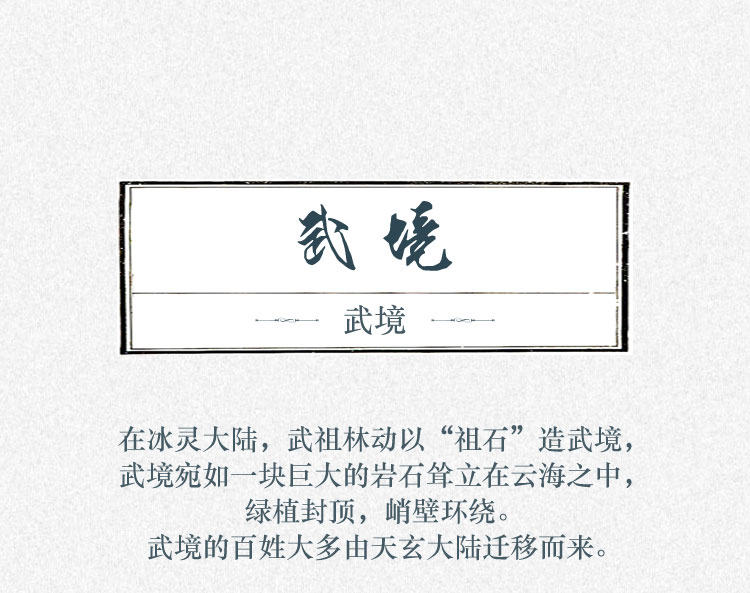 武境
武境
在冰灵大陆，武祖林动以“祖石”造武境，
武境宛如一块巨大的岩石耸立在云海之中，
绿植封顶，峭壁环绕。
武境的百姓大多由天玄大陆迁移而来。